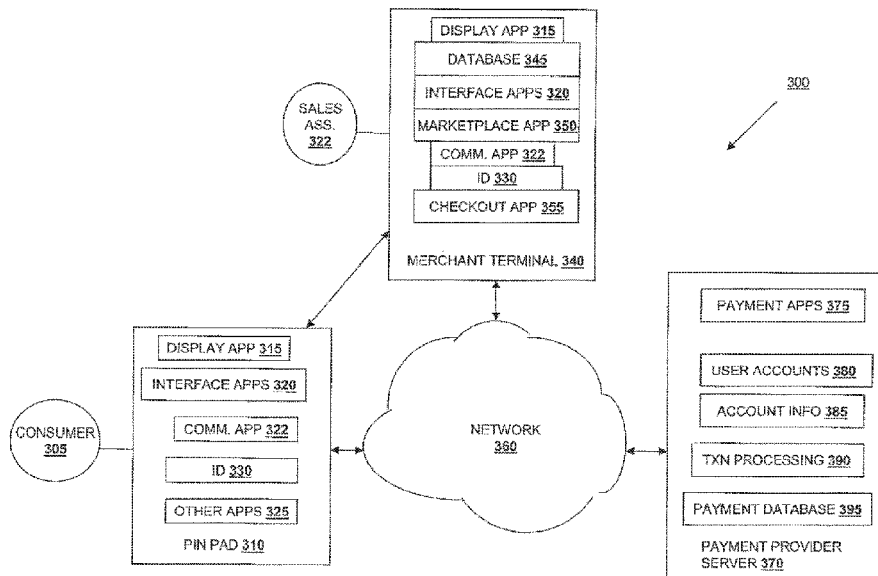 DISPLAY APP 315
DATABASE 345
INTERFACE APPS 320
MARKETPLACE APP 350
COMM. APP 322
ID 330
CHECKOUT APP 355
MERCHANT TERMINAL 340
SALES
ASS.
322
300
DISPLAY APP 315
INTERFACE APPS 320
COMM. APP 322
ID 330
OTHER APPS 325
PIN PAD 310
CONSUMER
305
NETWORK
360
PAYMENT APPS 375
USER ACCOUNTS 380
ACCOUNT INFO 385
TXN PROCESSING 390
PAYMENT DATABASE 395
PAYMENT PROVIDER
SERVER 370